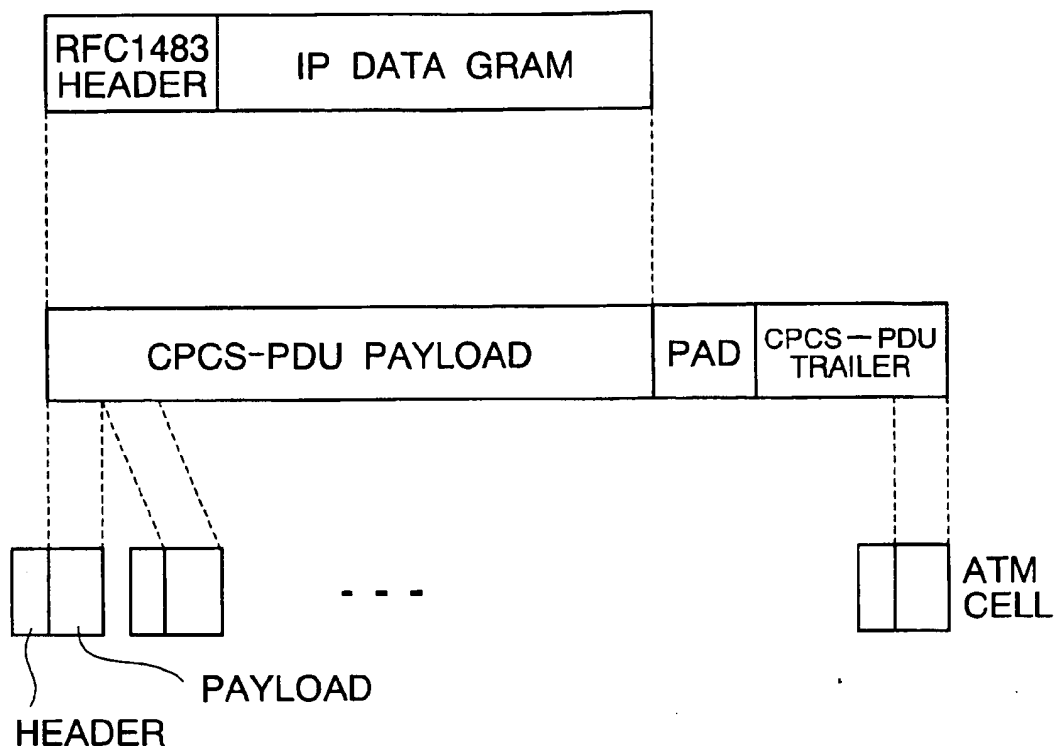 RFC1483
HEADER
IP DATA GRAM
CPCS-PDU PAYLOAD
PAD
CPCS-PDU
TRAILER
- - -
ATM
CELL
PAYLOAD
HEADER